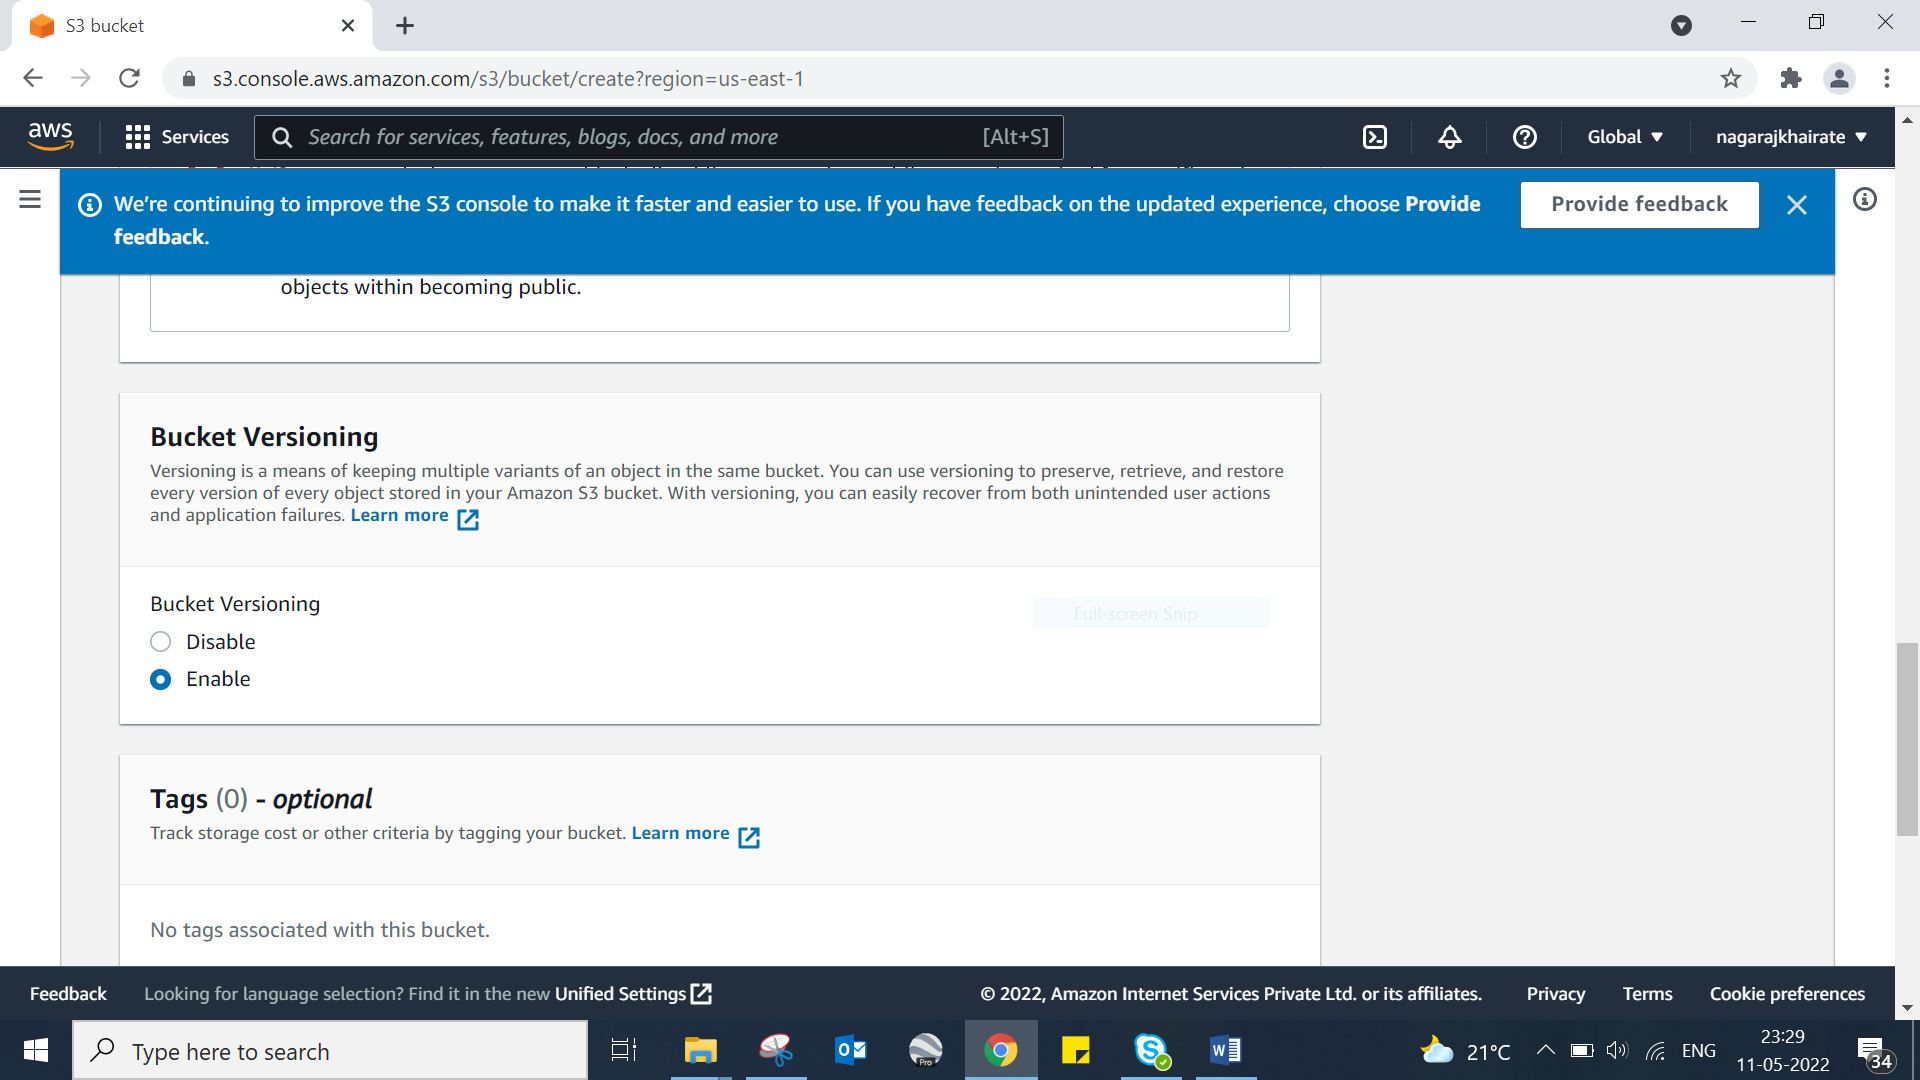 S3 bucket
s3.console.aws.amazon.com/s3/bucket/create?region=us-east-1
aws
Services
Search for services, features, blogs, docs, and more
[Alt+S]
Global
nagarajkhairate
We're continuing to improve the S3 console to make it faster and easier to use. If you have feedback on the updated experience, choose Provide
feedback.
Provide feedback
objects within becoming public.
Bucket Versioning
Versioning is a means of keeping multiple variants of an object in the same bucket. You can use versioning to preserve, retrieve, and restore
every version of every object stored in your Amazon S3 bucket. With versioning, you can easily recover from both unintended user actions
and application failures. Learn more
Bucket Versioning
Full-screen Snip
Disable
Enable
Tags (0) - optional
Track storage cost or other criteria by tagging your bucket. Learn more
No tags associated with this bucket.
Feedback
Looking for language selection? Find it in the new Unified Settings
© 2022, Amazon Internet Services Private Ltd. or its affiliates.
Privacy
Terms
Cookie preferences
Type here to search
Pro
21°C
ENG
23:29
11-05-2022
34